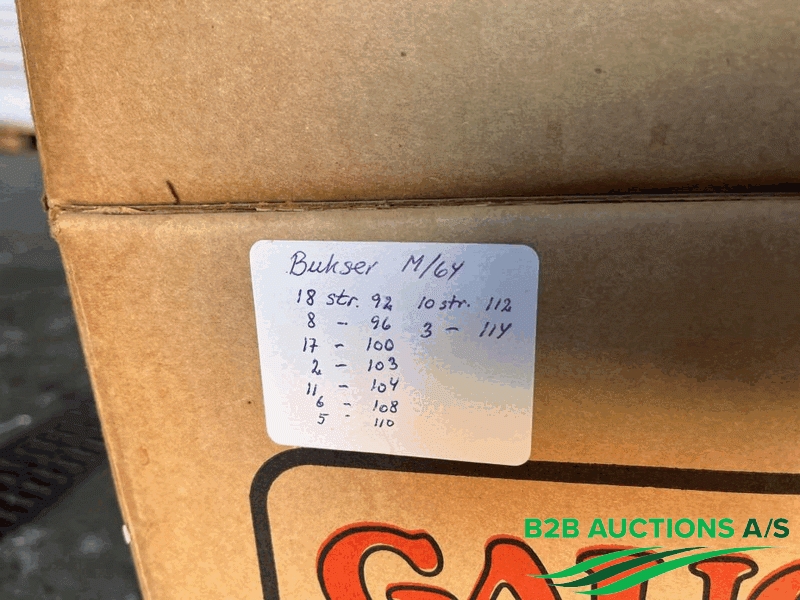 Bukser M/64
18 str. 92 10 str. 112
8 - 96 3 - 114
17 - 100
2 - 103
11 - 104
6 - 108
5 - 110
B2B AUCTIONS A/S